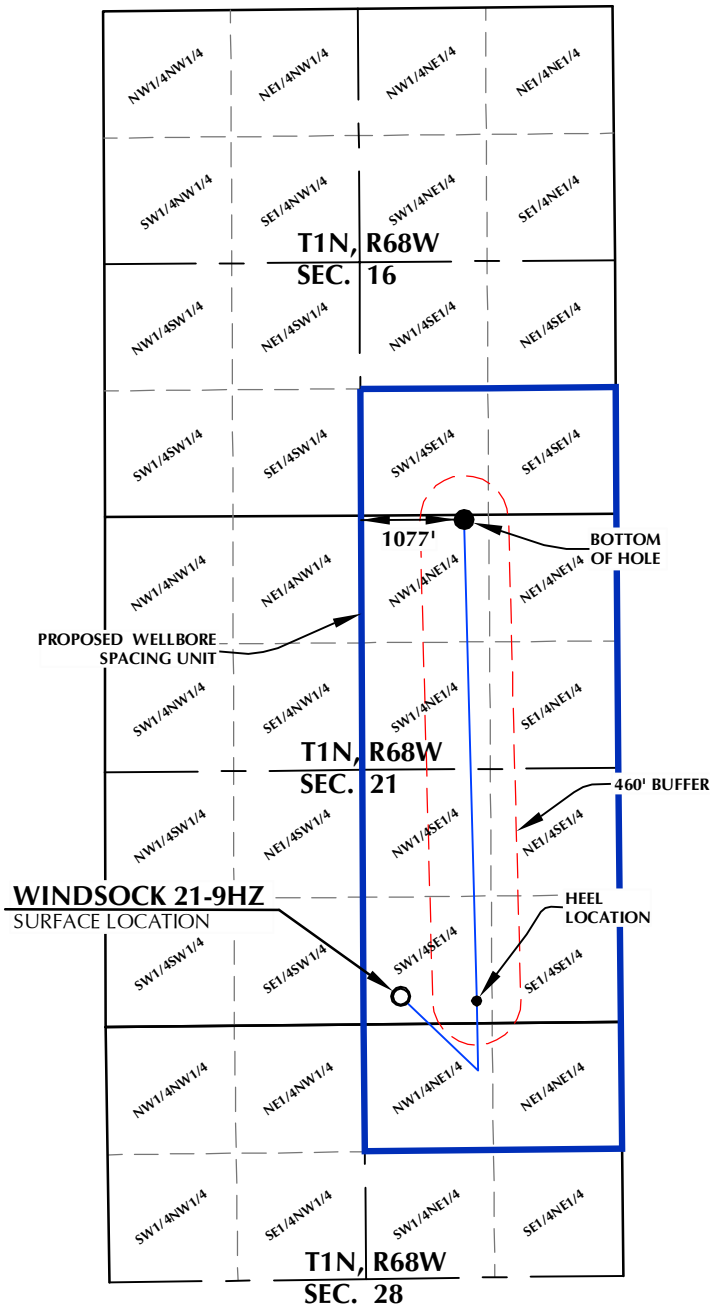 NW1/4NW1/4
NE1/4NW1/4
NW1/4NE1/4
NE1/4NE1/4
SW1/4NW1/4
SE1/4NW1/4
SW1/4NE1/4
SE1/4NE1/4
T1N, R68W
SEC. 16
NW1/4SW1/4
NE1/4SW1/4
NW1/4SE1/4
NE1/4SE1/4
SW1/4SW1/4
SE1/4SW1/4
SW1/4SE1/4
SE1/4SE1/4
1077'
BOTTOM
OF HOLE
NW1/4NW1/4
NE1/4NW1/4
NW1/4NE1/4
NE1/4NE1/4
PROPOSED WELLBORE
SPACING UNIT
SW1/4NW1/4
SE1/4NW1/4
SW1/4NE1/4
SE1/4NE1/4
T1N, R68W
SEC. 21
460' BUFFER
NW1/4SW1/4
NE1/4SW1/4
NW1/4SE1/4
NE1/4SE1/4
WINDSOCK 21-9HZ
SURFACE LOCATION
HEEL
LOCATION
SW1/4SW1/4
SE1/4SW1/4
SW1/4SE1/4
SE1/4SE1/4
NW1/4NW1/4
NE1/4NW1/4
NW1/4NE1/4
NE1/4NE1/4
SW1/4NW1/4
SE1/4NW1/4
SW1/4NE1/4
SE1/4NE1/4
T1N, R68W
SEC. 28